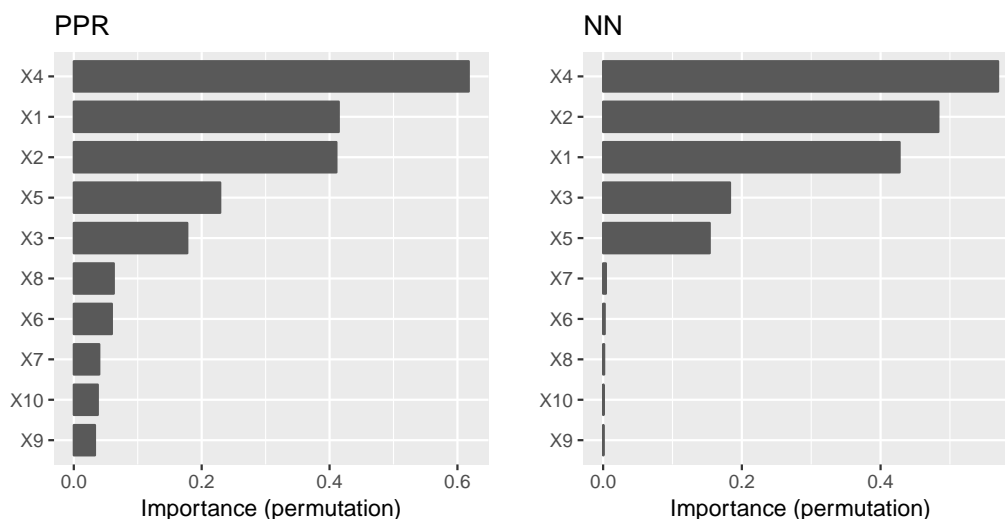 PPR
X4
X1
X2
X5
X3
X8
X6
X7
X10
X9
0.0 0.2 0.4 0.6
Importance (permutation)
NN
X4
X2
X1
X3
X5
X7
X6
X8
X10
X9
0.0 0.2 0.4
Importance (permutation)